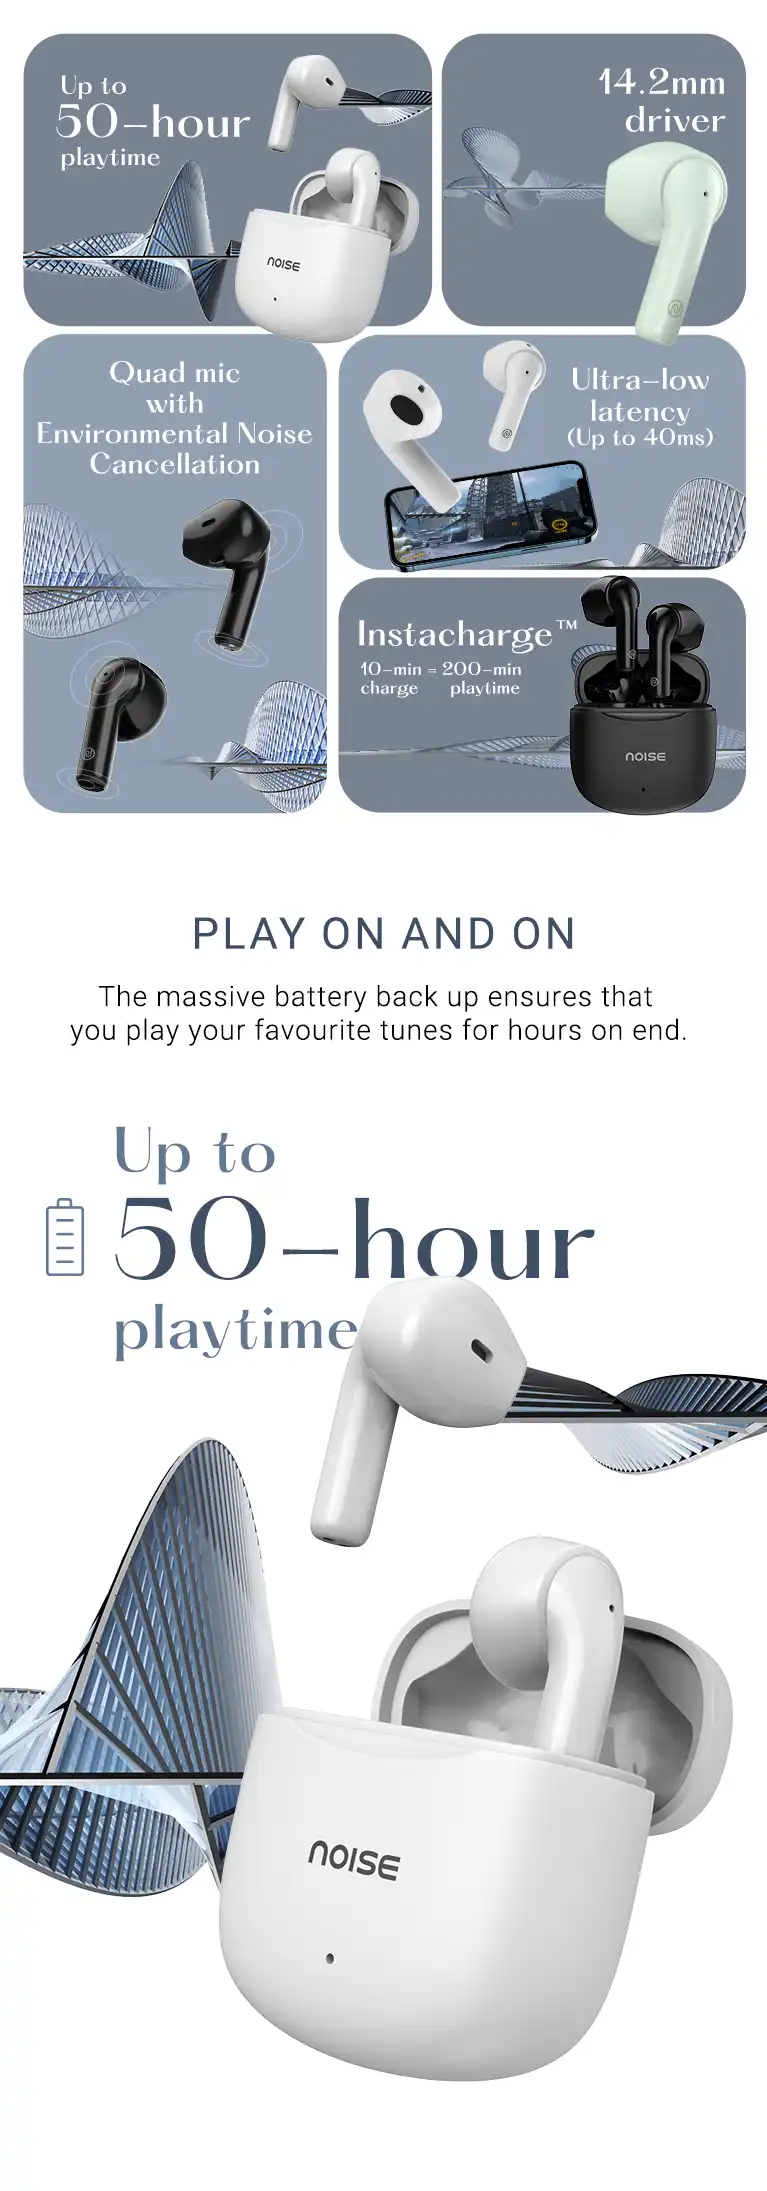 Up to
50-hour
playtime
NOISE
14.2mm
driver
Quad mic
with
Environmental Noise
Cancellation
Ultra-low
latency
(Up to 40ms)
Instacharge™
10-min = 200-min
charge playtime
NOISE
PLAY ON AND ON
The massive battery back up ensures that
you play your favourite tunes for hours on end.
Up to
50-hour
playtime
NOISE